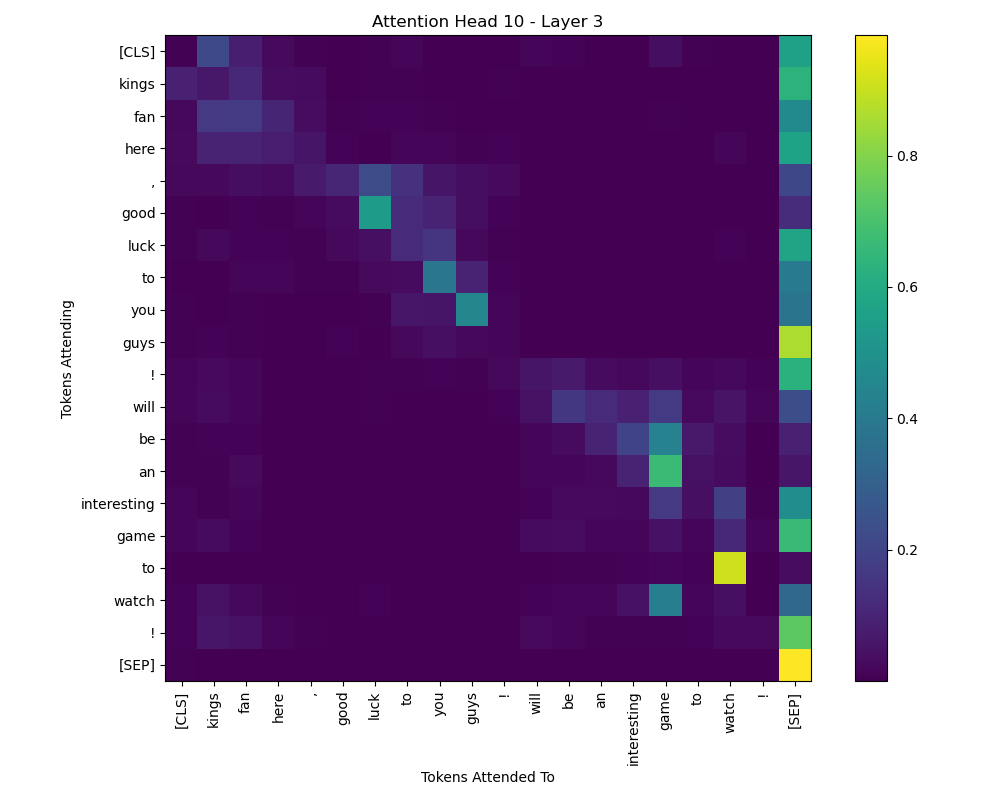 Attention Head 10 - Layer 3
Tokens Attending
[CLS]
kings
fan
here
,
good
luck
to
you
guys
!
will
be
an
interesting
game
to
watch
!
[SEP]
[CLS]
kings
fan
here
,
good
luck
to
you
guys
!
will
be
an
interesting
game
to
watch
!
[SEP]
Tokens Attended To
0.8
0.6
0.4
0.2